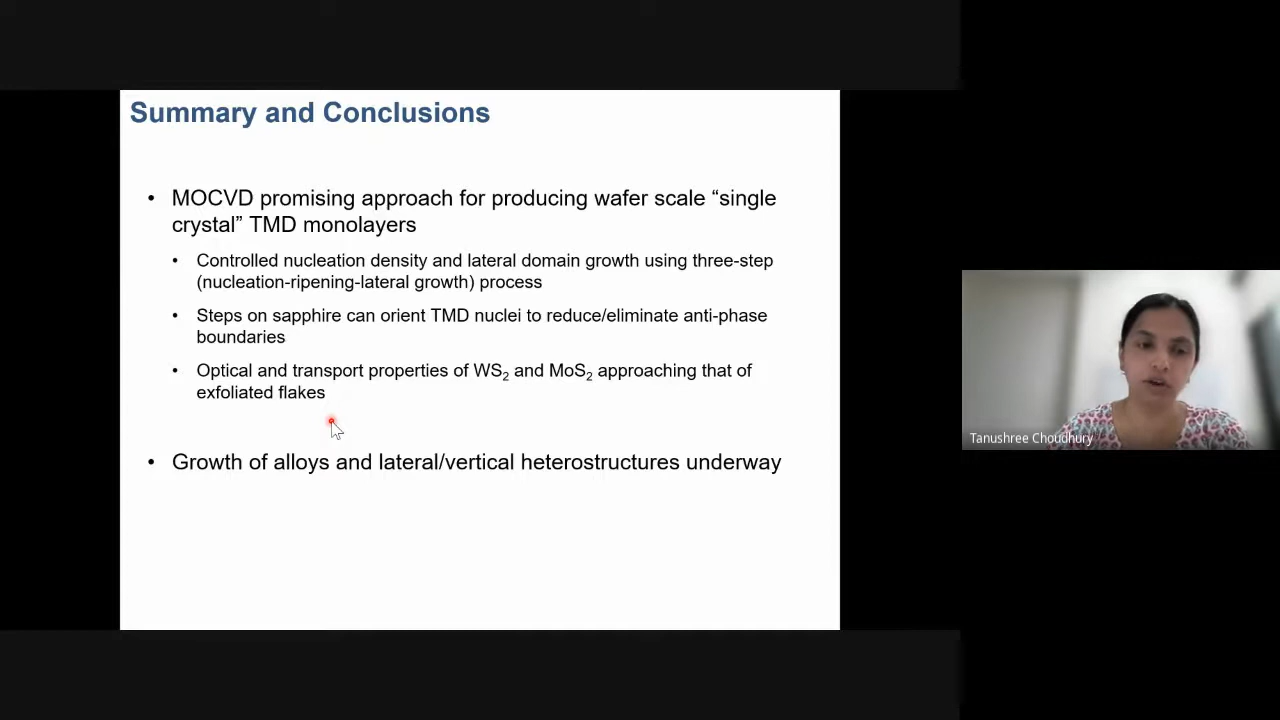 Summary and Conclusions
• MOCVD promising approach for producing wafer scale “single
crystal” TMD monolayers
• Controlled nucleation density and lateral domain growth using three-step
(nucleation-ripening-lateral growth) process
• Steps on sapphire can orient TMD nuclei to reduce/eliminate anti-phase
boundaries
• Optical and transport properties of WS₂ and MoS₂ approaching that of
exfoliated flakes
• Growth of alloys and lateral/vertical heterostructures underway
Tanushree Choudhury